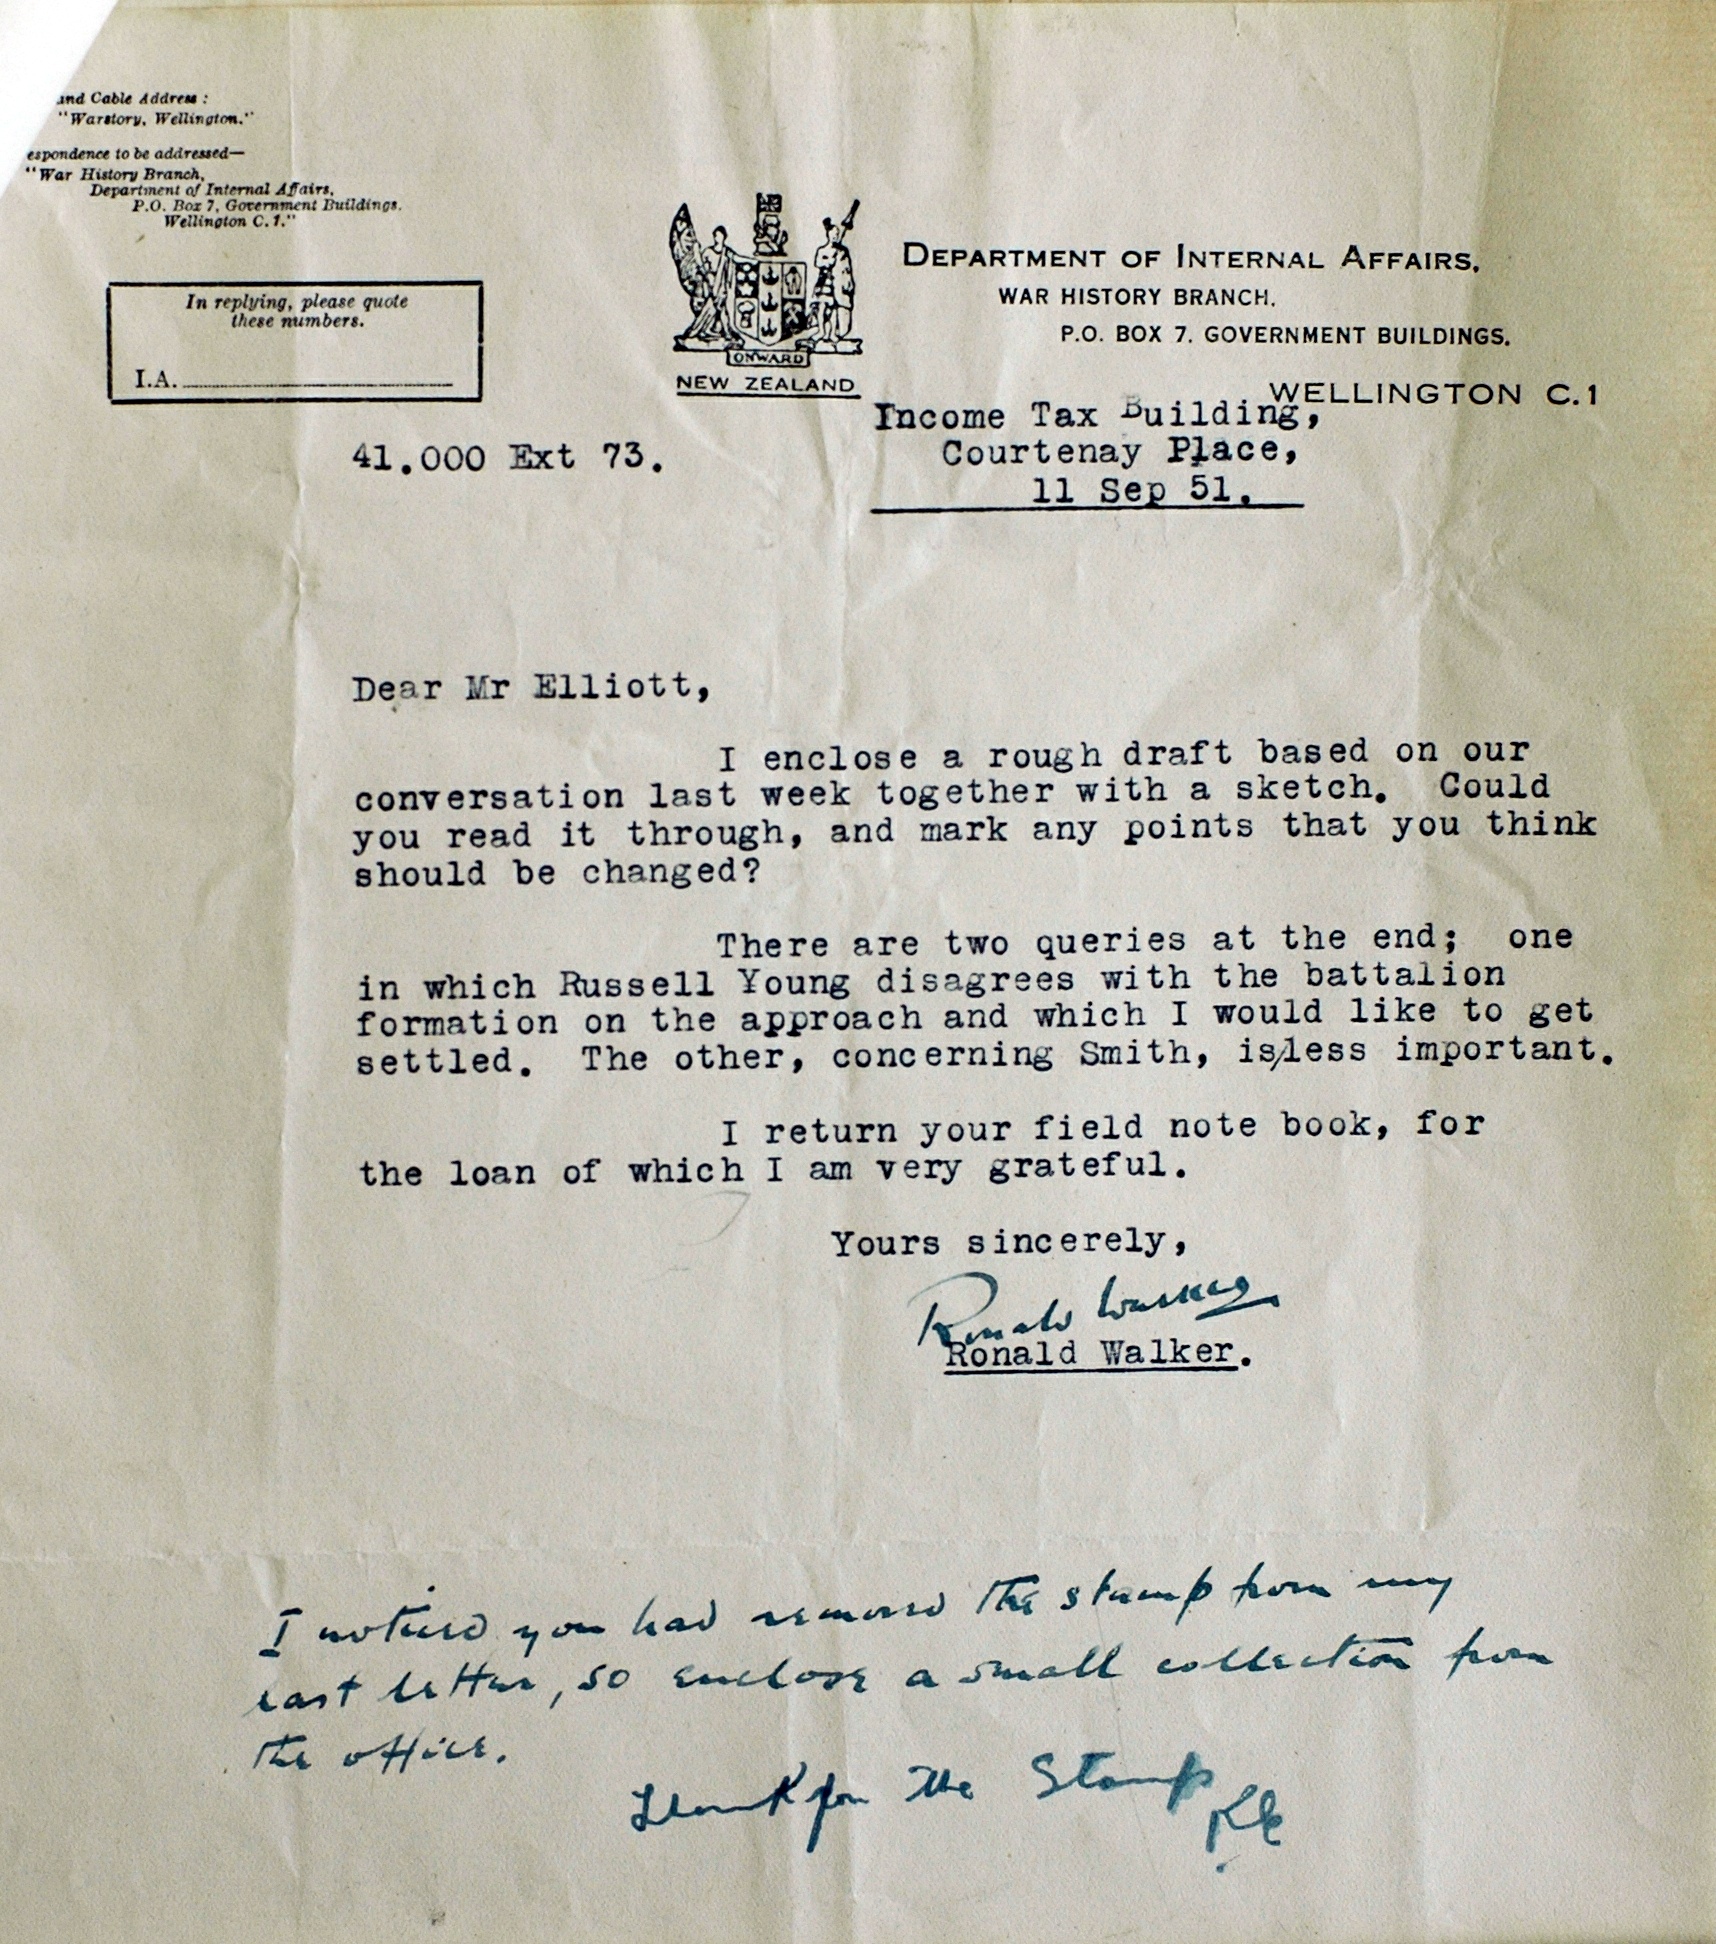 and Cable Address :
"Warstory, Wellington."
espondence to be addressed—
"War History Branch,
Department of Internal Affairs,
P.O. Box 7, Government Buildings.
Wellington C. 1."
In replying, please quote
these numbers.
I.A.
ONWARD
NEW ZEALAND
DEPARTMENT OF INTERNAL AFFAIRS,
WAR HISTORY BRANCH,
P.O. BOX 7, GOVERNMENT BUILDINGS,
WELLINGTON C.1
41.000 Ext 73.
Income Tax Building,
Courtenay Place,
11 Sep 51.
Dear Mr Elliott,
I enclose a rough draft based on our
conversation last week together with a sketch. Could
you read it through, and mark any points that you think
should be changed?
There are two queries at the end; one
in which Russell Young disagrees with the battalion
formation on the approach and which I would like to get
settled. The other, concerning Smith, is/less important.
I return your field note book, for
the loan of which I am very grateful.
Yours sincerely,
Ronald Walker
Ronald Walker.
I noticed you had removed the stamp from my
last letter, so enclose a small collection from
the office.
Thank for the Stamp